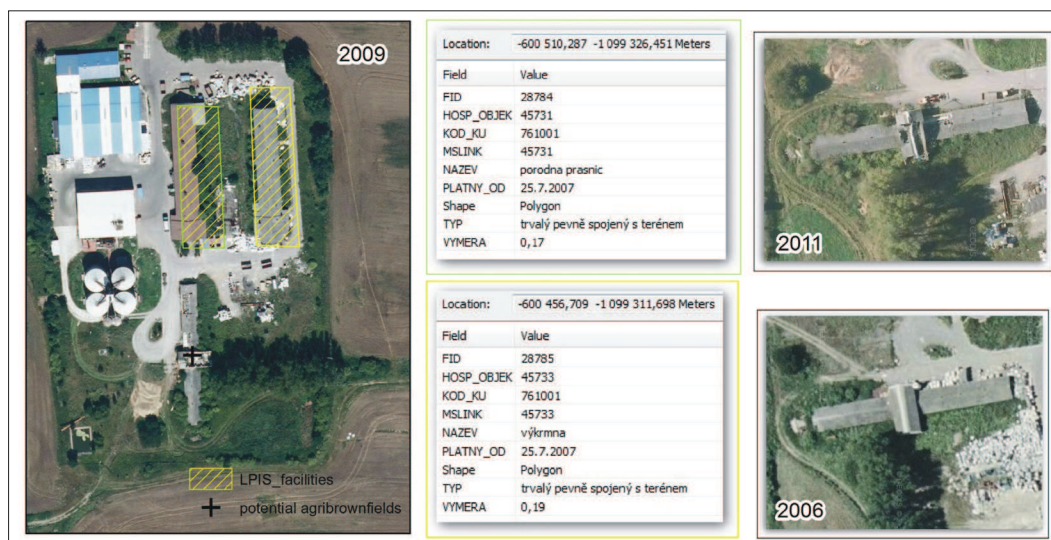 2009
LPIS_facilities
potential agribrownfields
Location: -600 510,287 -1 099 326,451 Meters
Field Value
FID 28784
HOSP_OBJEK 45731
KOD_KU 761001
MSLINK 45731
NAZEV porodna prasnic
PLATNY_OD 25.7.2007
Shape Polygon
TYP trvalý pevně spojený s terénem
VYMERA 0,17
Location: -600 456,709 -1 099 311,698 Meters
Field Value
FID 28785
HOSP_OBJEK 45733
KOD_KU 761001
MSLINK 45733
NAZEV výkrmna
PLATNY_OD 25.7.2007
Shape Polygon
TYP trvalý pevně spojený s terénem
VYMERA 0,19
2011
2006